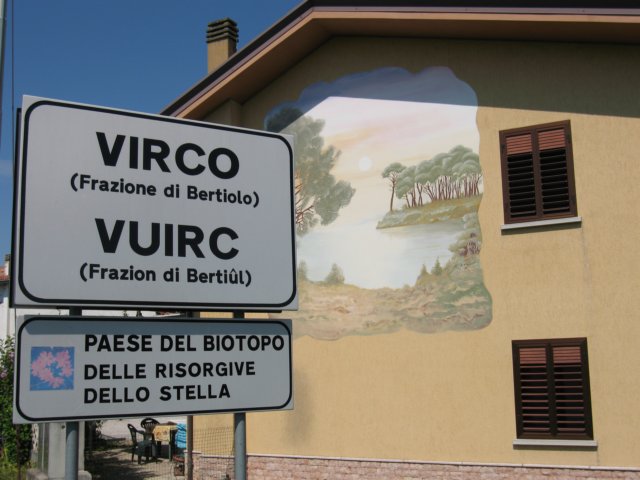 VIRCO
(Frazione di Bertiolo)
VUIRC
(Frazion di Bertiûl)
PAESE DEL BIOTOPO
DELLE RISORGIVE
DELLO STELLA